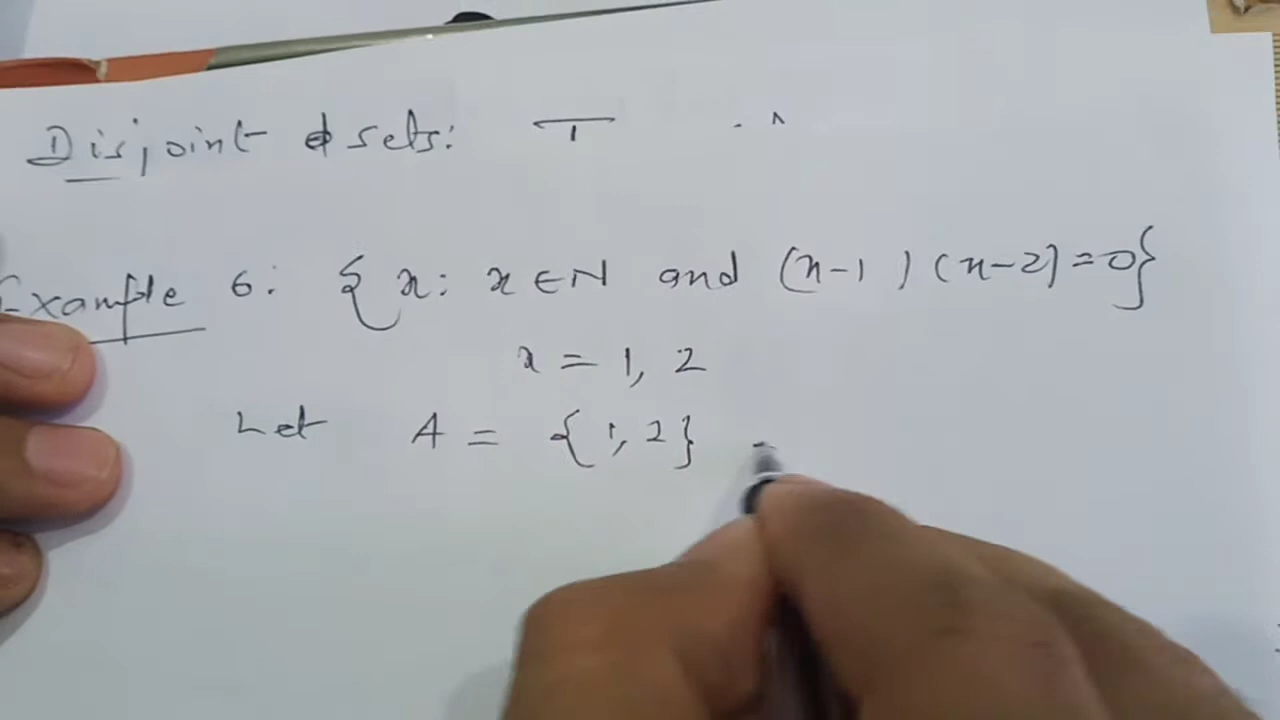 Disjoint sets:
Example 6: {x: x∈N and (x-1)(x-2)=0}
x = 1, 2
Let A = {1, 2}